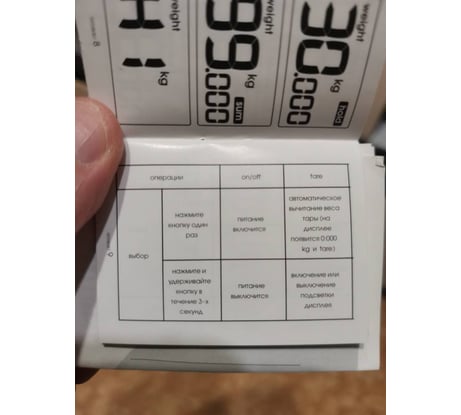 weight
H1
kg
weight
99.000
kg
sum
weight
30.000
kg
hold
операции
on/off
tare
выбор
нажмите
кнопку один
раз
питание
включится
автоматическое
вычитание веса
тары (на
дисплее
появится 0.000
kg и tare)
нажмите и
удерживайте
кнопку в
течение 3-х
секунд
питание
выключится
включение или
выключение
подсветки
дисплее